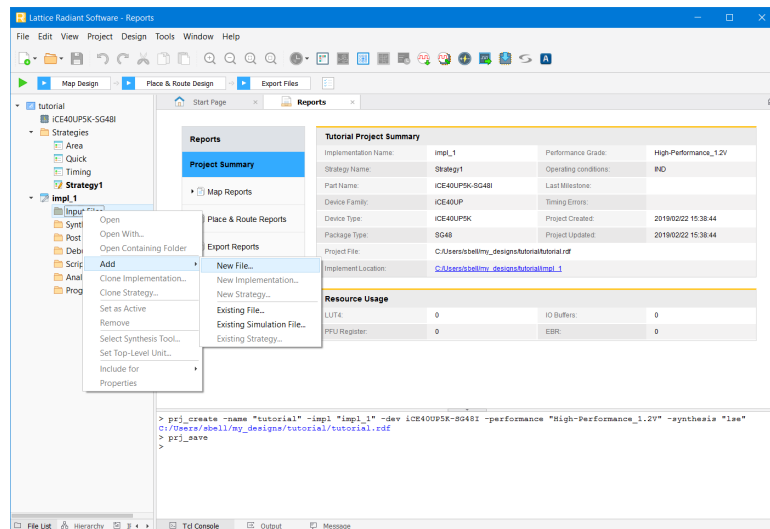 Lattice Radiant Software - Reports
File Edit View Project Design Tools Window Help
Map Design Place & Route Design Export Files
tutorial
iCE40UP5K-SG48I
Strategies
Area
Quick
Timing
Strategy1
impl_1
Input Files
Open
Open With...
Open Containing Folder
Add
Clone Implementation...
Clone Strategy...
Set as Active
Remove
Select Synthesis Tool...
Set Top-Level Unit...
Include for
Properties
New File...
New Implementation...
New Strategy...
Existing File...
Existing Simulation File...
Existing Strategy...
Start Page Reports
Reports
Project Summary
Map Reports
Place & Route Reports
Export Reports
Tutorial Project Summary
Implementation Name: impl_1 Performance Grade: High-Performance_1.2V
Strategy Name: Strategy1 Operating conditions: IND
Part Name: iCE40UP5K-SG48I Last Milestone:
Device Family: iCE40UP Timing Errors:
Device Type: iCE40UP5K Project Created: 2019/02/22 15:38:44
Package Type: SG48 Project Updated: 2019/02/22 15:38:44
Project File: C:/Users/sbell/my_designs/tutorial/tutorial.rdf
Implement Location: C:/Users/sbell/my_designs/tutorial/impl_1
Resource Usage
LUT4: 0 IO Buffers: 0
PFU Register: 0 EBR: 0
> prj_create -name "tutorial" -impl "impl_1" -dev iCE40UP5K-SG48I -performance "High-Performance_1.2V" -synthesis "lse"
C:/Users/sbell/my_designs/tutorial/tutorial.rdf
> prj_save
>
File List Hierarchy
Tcl Console Output Message